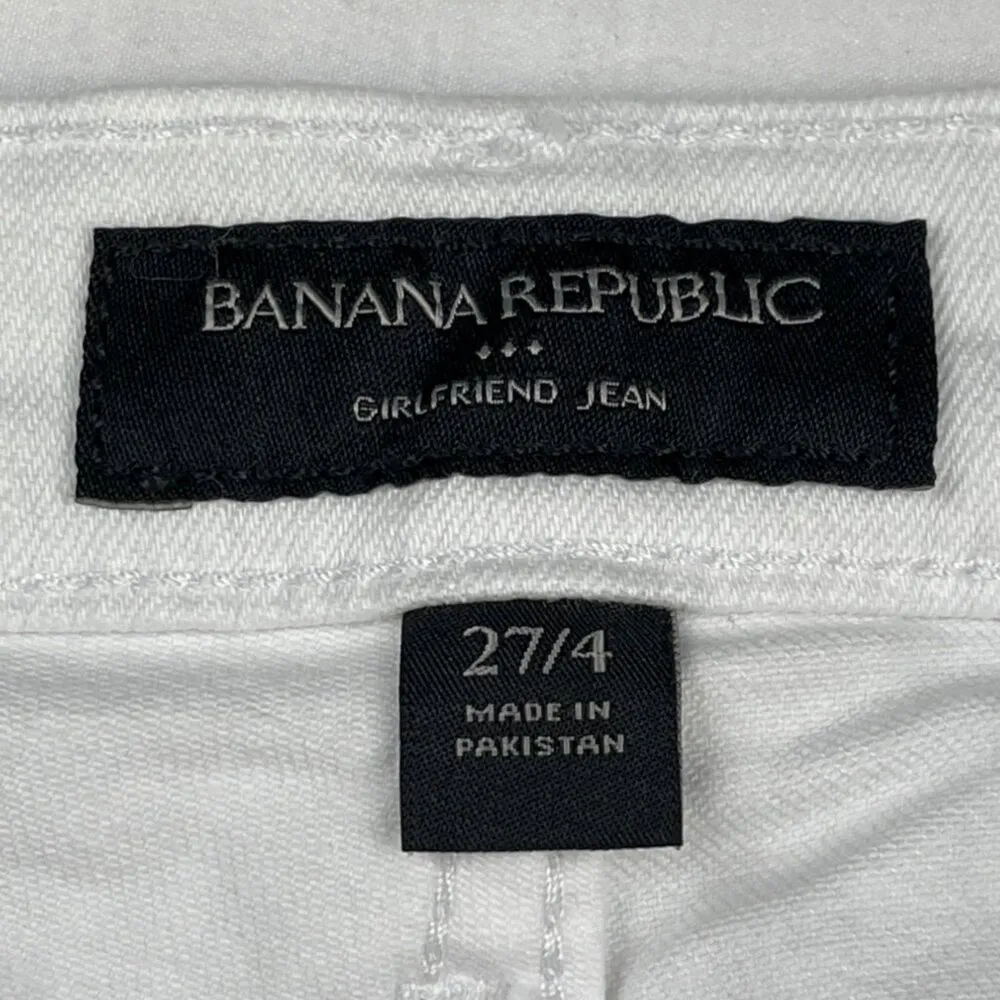 BANANA REPUBLIC
GIRLFRIEND JEAN
27/4
MADE IN
PAKISTAN